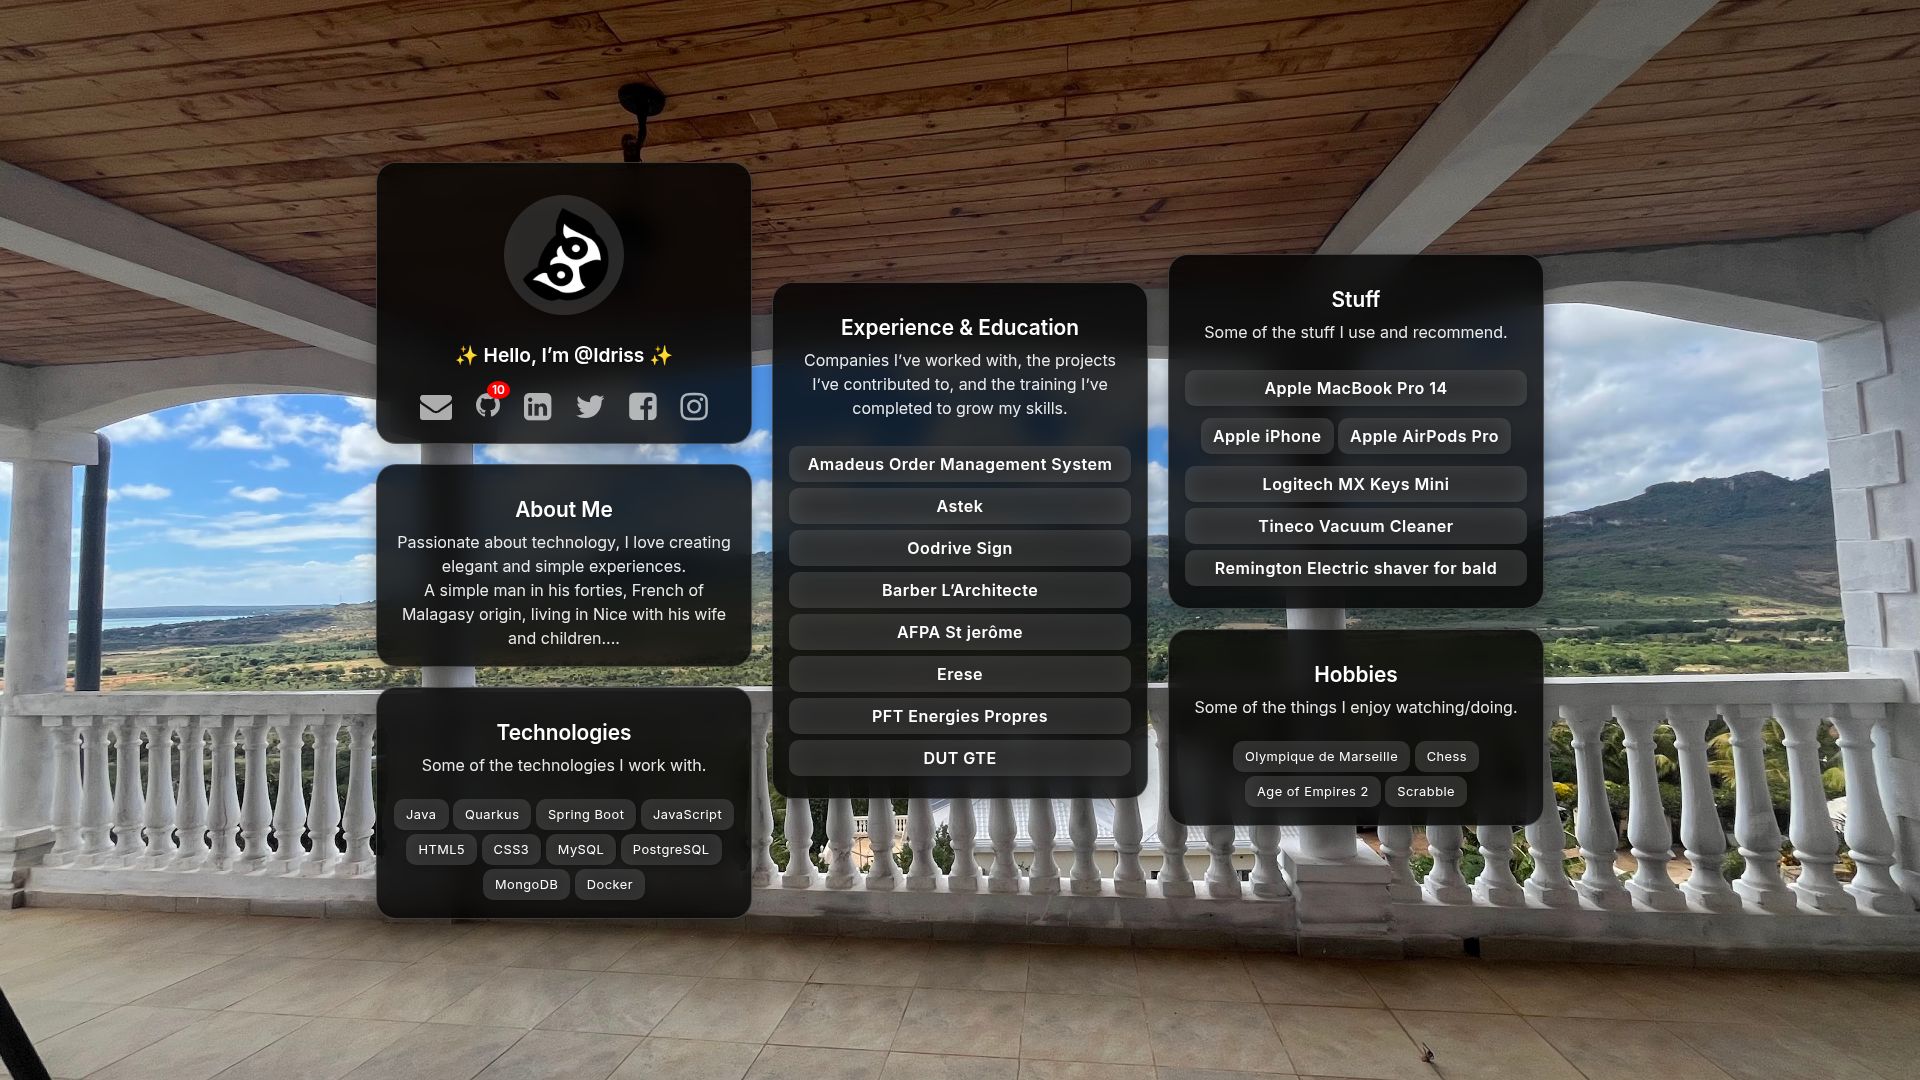 ✨ Hello, I’m @Idriss ✨
10
About Me
Passionate about technology, I love creating
elegant and simple experiences.
A simple man in his forties, French of
Malagasy origin, living in Nice with his wife
and children....
Technologies
Some of the technologies I work with.
Java Quarkus Spring Boot JavaScript
HTML5 CSS3 MySQL PostgreSQL
MongoDB Docker
Experience & Education
Companies I’ve worked with, the projects
I’ve contributed to, and the training I’ve
completed to grow my skills.
Amadeus Order Management System
Astek
Oodrive Sign
Barber L’Architecte
AFPA St jerôme
Erese
PFT Energies Propres
DUT GTE
Stuff
Some of the stuff I use and recommend.
Apple MacBook Pro 14
Apple iPhone Apple AirPods Pro
Logitech MX Keys Mini
Tineco Vacuum Cleaner
Remington Electric shaver for bald
Hobbies
Some of the things I enjoy watching/doing.
Olympique de Marseille Chess
Age of Empires 2 Scrabble